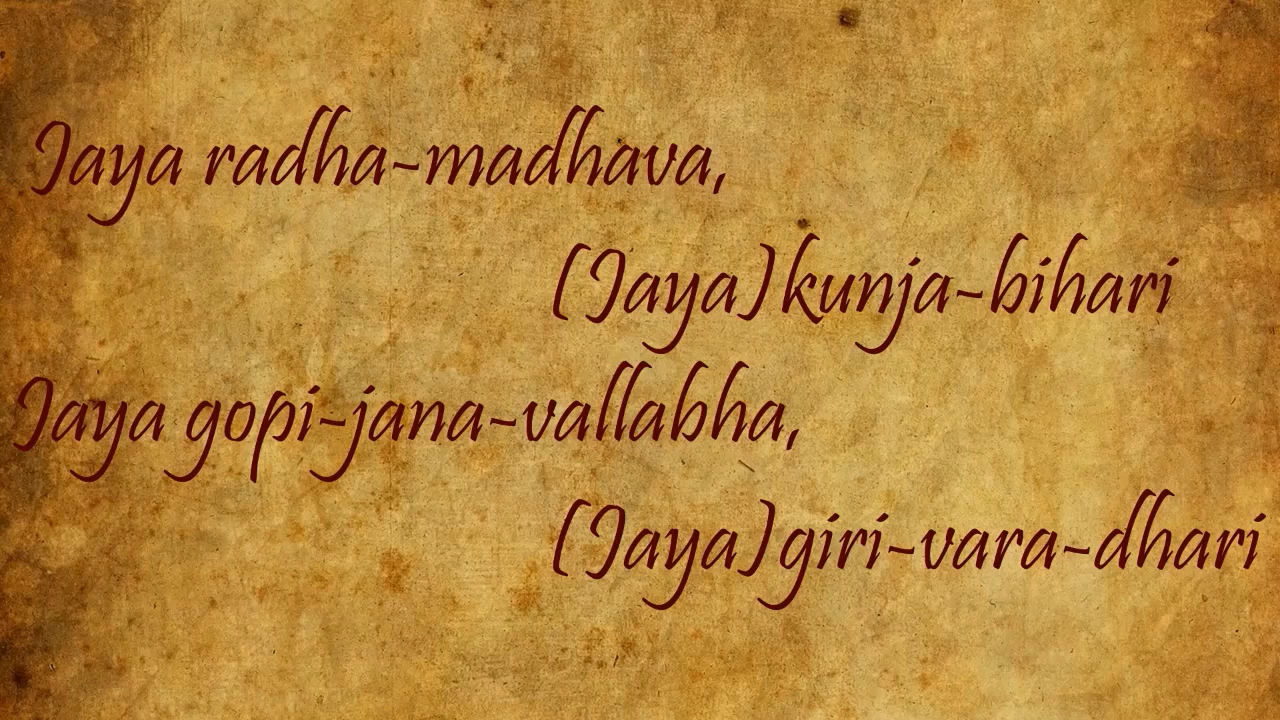 Jaya radha-madhava,
(Jaya)kunja-bihari
Jaya gopi-jana-vallabha,
(Jaya)giri-vara-dhari